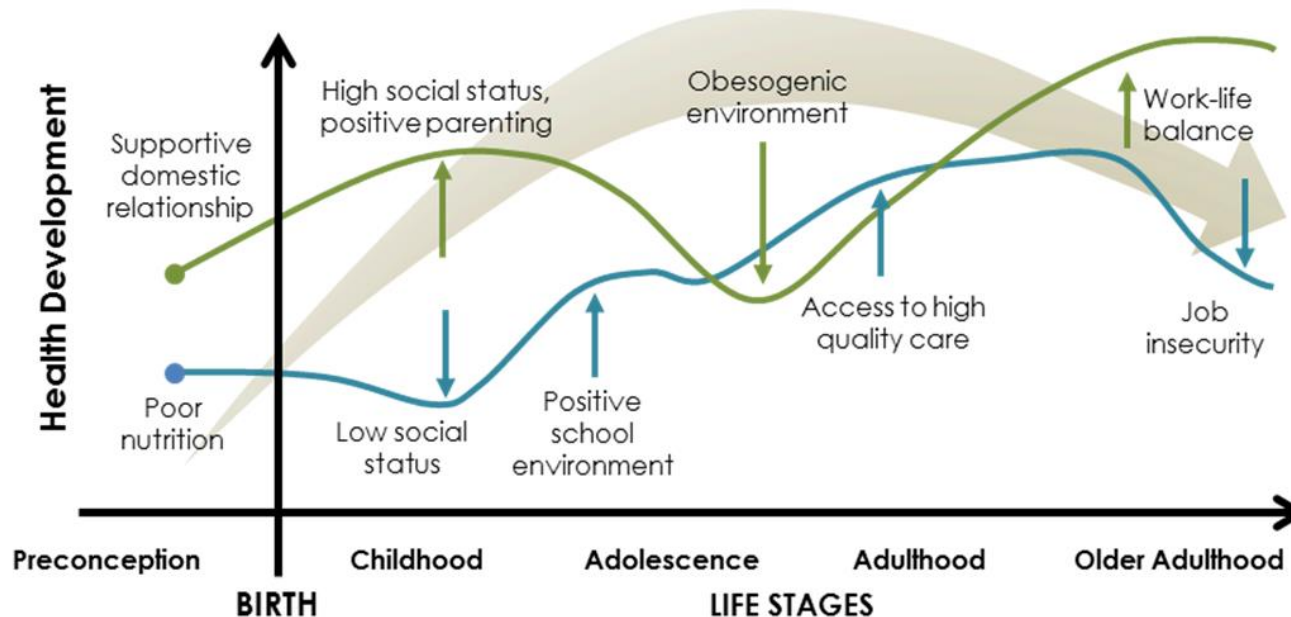 Health Development
Supportive
domestic
relationship
High social status,
positive parenting
Obesogenic
environment
Work-life
balance
Poor
nutrition
Low social
status
Positive
school
environment
Access to high
quality care
Job
insecurity
Preconception
Childhood
Adolescence
Adulthood
Older Adulthood
BIRTH
LIFE STAGES